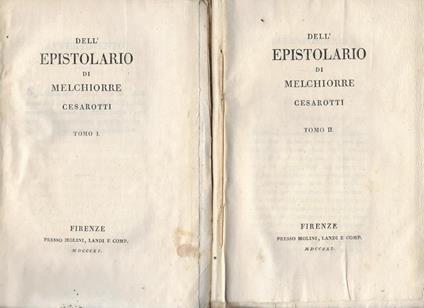 DELL'
EPISTOLARIO
DI
MELCHIORRE
CESAROTTI
TOMO I.
FIRENZE
PRESSO MOLINI, LANDI E COMP.
MDCCCXI.
DELL'
EPISTOLARIO
DI
MELCHIORRE
CESAROTTI
TOMO II.
FIRENZE
PRESSO MOLINI, LANDI E COMP.
MDCCCXI.